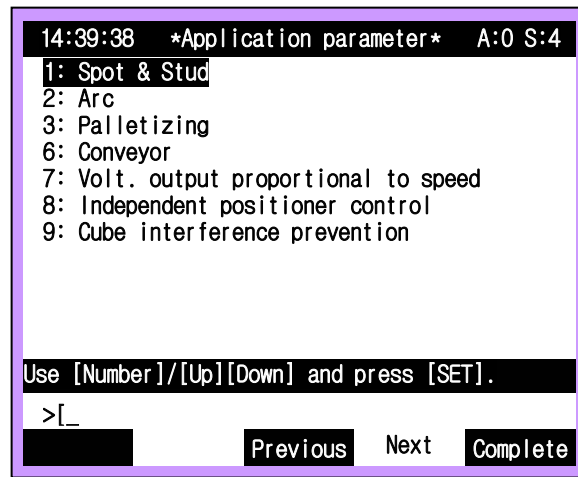 14:39:38 *Application parameter* A:0 S:4
1: Spot & Stud
2: Arc
3: Palletizing
6: Conveyor
7: Volt. output proportional to speed
8: Independent positioner control
9: Cube interference prevention
Use [Number]/[Up][Down] and press [SET].
>[_
Previous Next Complete